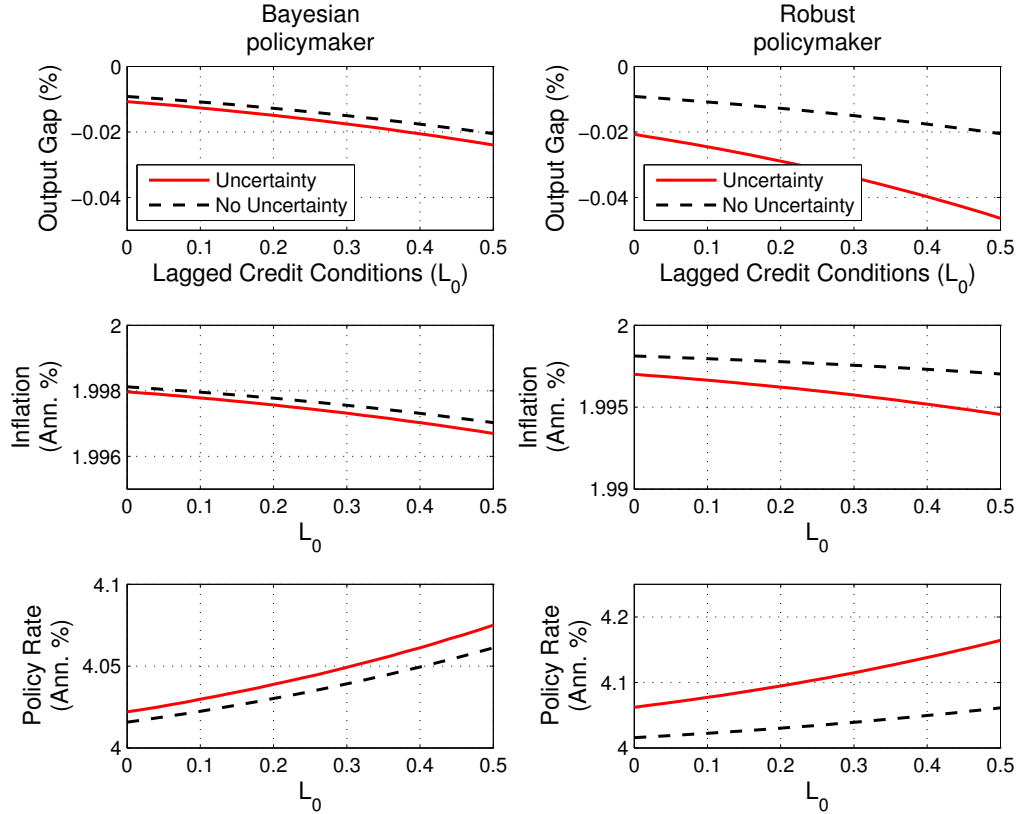 Bayesian
policymaker
Output Gap (%)
0
−0.02
−0.04
Uncertainty
No Uncertainty
0 0.1 0.2 0.3 0.4 0.5
Lagged Credit Conditions (L0)
Robust
policymaker
Output Gap (%)
0
−0.02
−0.04
Uncertainty
No Uncertainty
0 0.1 0.2 0.3 0.4 0.5
Lagged Credit Conditions (L0)
Inflation
(Ann. %)
2
1.998
1.996
0 0.1 0.2 0.3 0.4 0.5
L0
Inflation
(Ann. %)
2
1.995
1.99
0 0.1 0.2 0.3 0.4 0.5
L0
Policy Rate
(Ann. %)
4.1
4.05
4
0 0.1 0.2 0.3 0.4 0.5
L0
Policy Rate
(Ann. %)
4.2
4.1
4
0 0.1 0.2 0.3 0.4 0.5
L0